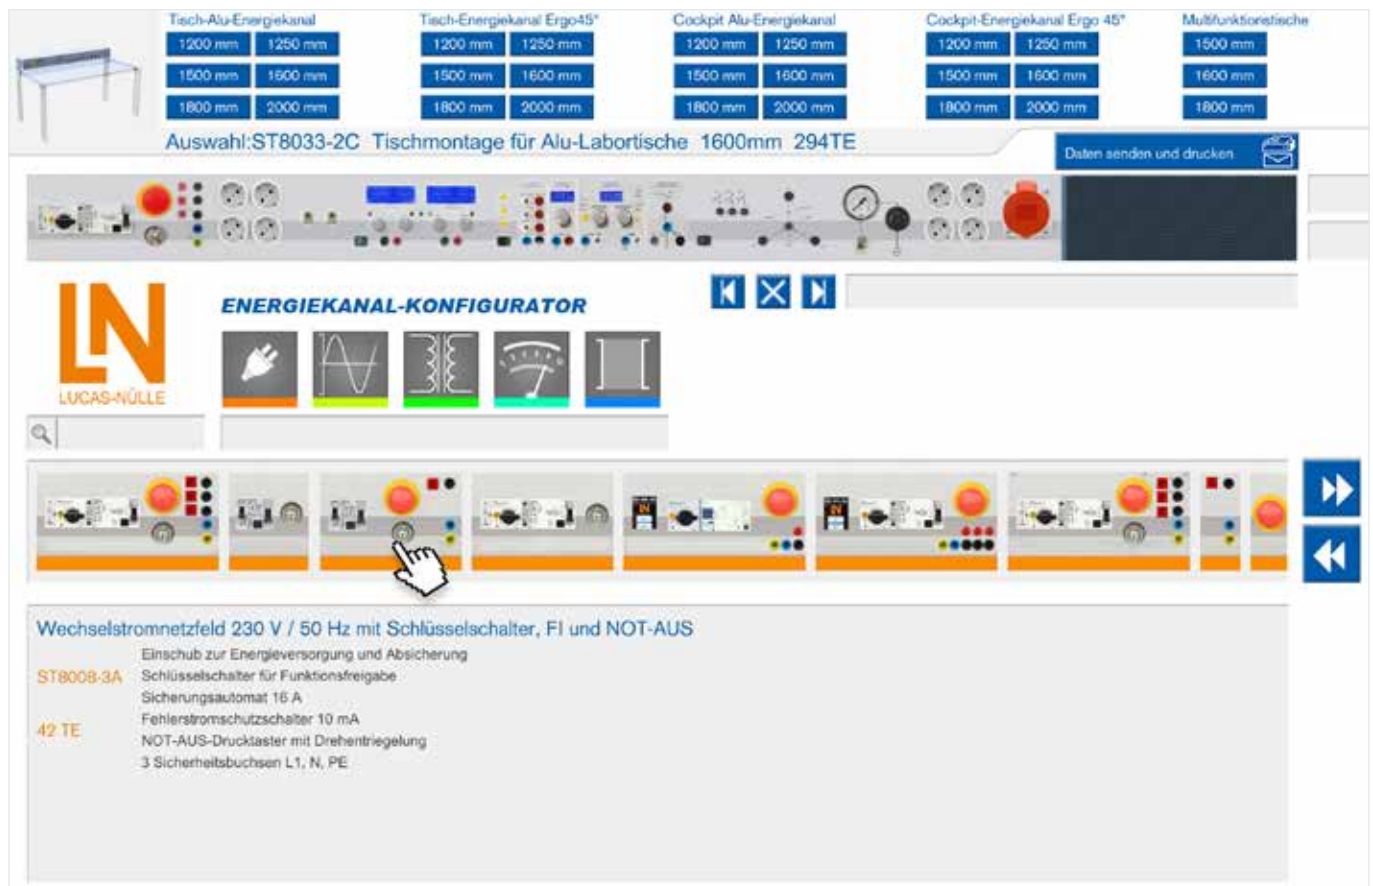 Tisch-Alu-Energiekanal Tisch-Energiekanal Ergo45° Cockpit Alu-Energiekanal Cockpit-Energiekanal Ergo 45° Multifunktionstische
1200 mm 1250 mm 1200 mm 1250 mm 1200 mm 1250 mm 1200 mm 1250 mm 1500 mm
1500 mm 1600 mm 1500 mm 1600 mm 1500 mm 1600 mm 1500 mm 1600 mm 1600 mm
1800 mm 2000 mm 1800 mm 2000 mm 1800 mm 2000 mm 1800 mm 2000 mm 1800 mm
Auswahl:ST8033-2C Tischmontage für Alu-Labortische 1600mm 294TE
Daten senden und drucken
LN
LUCAS-NÜLLE
ENERGIEKANAL-KONFIGURATOR
Wechselstromnetzfeld 230 V / 50 Hz mit Schlüsselschalter, FI und NOT-AUS
Einschub zur Energieversorgung und Absicherung
ST8008-3A Schlüsselschalter für Funktionsfreigabe
Sicherungsautomat 16 A
Fehlerstromschutzschalter 10 mA
42 TE
NOT-AUS-Drucktaster mit Drehentriegelung
3 Sicherheitsbuchsen L1, N, PE